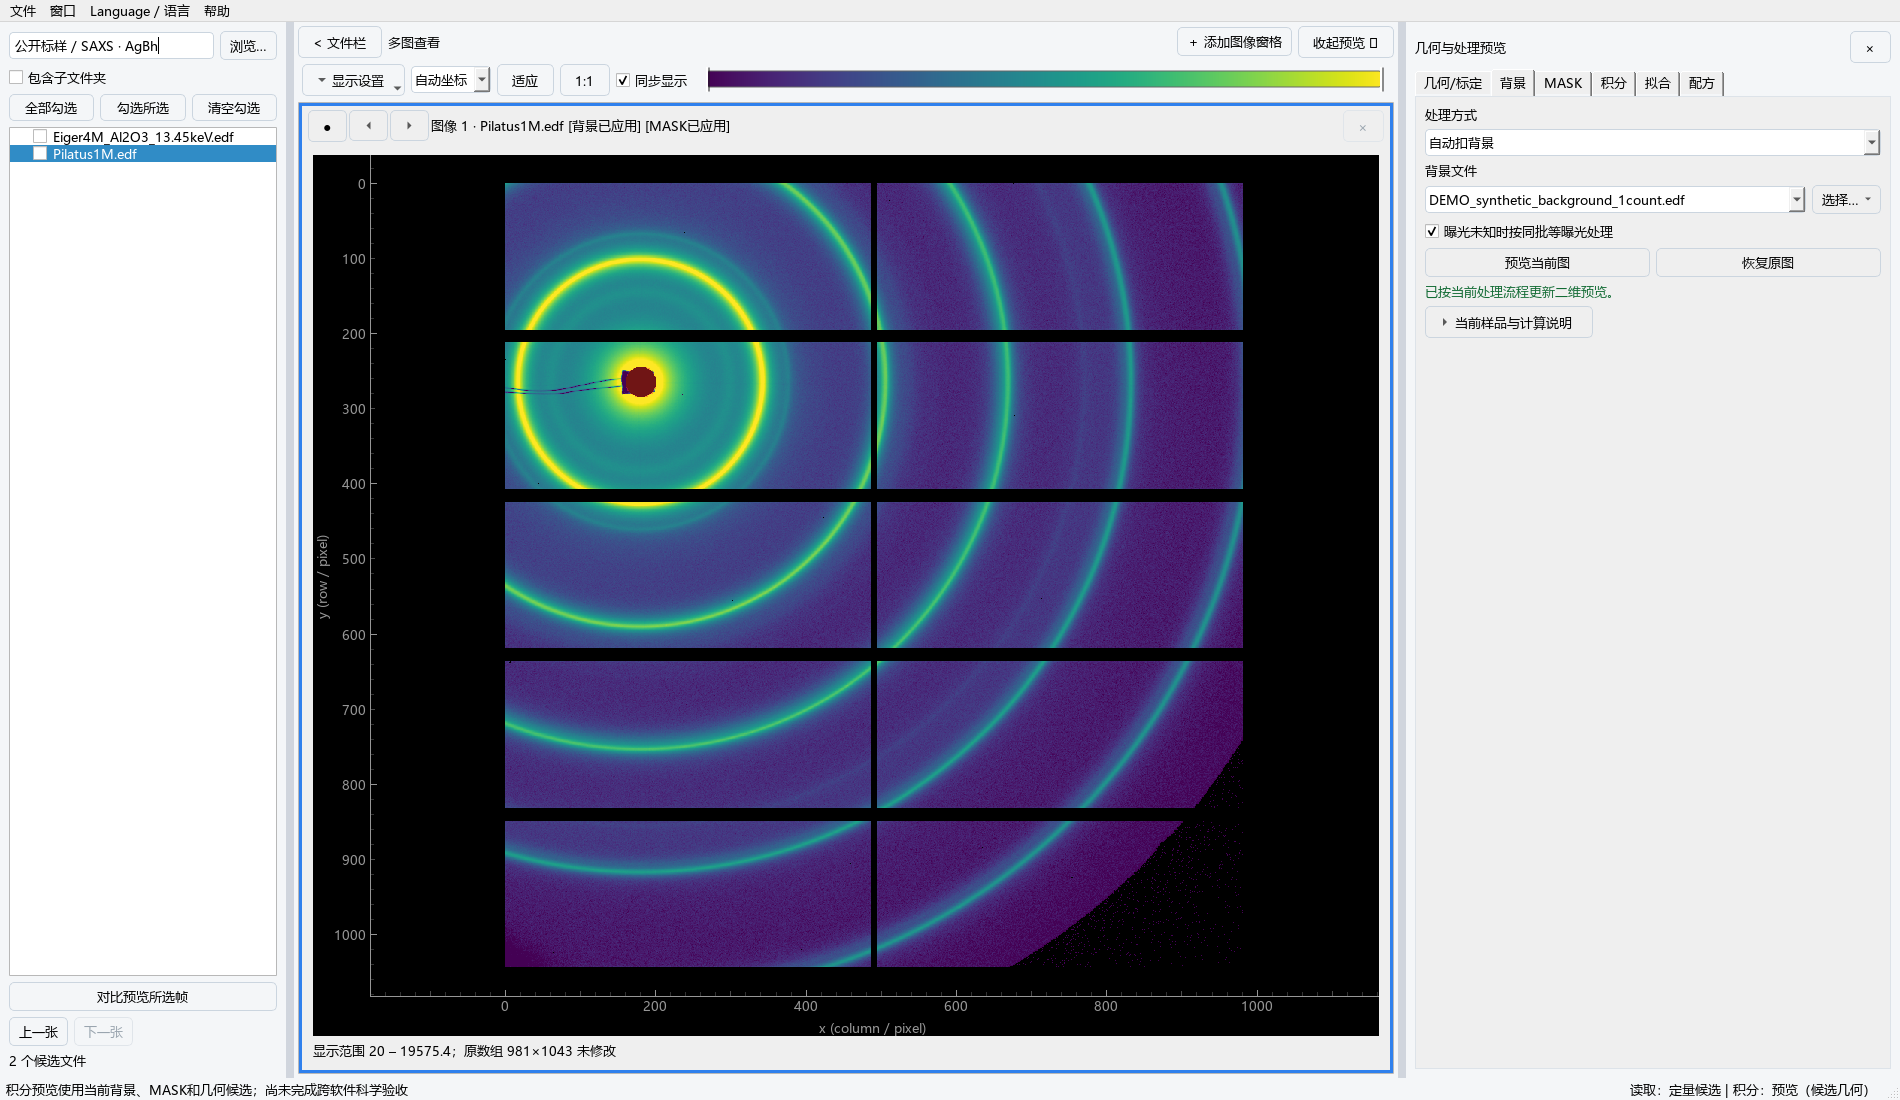 文件 窗口 Language / 语言 帮助
公开标样 / SAXS · AgBh 浏览...
包含子文件夹
全部勾选 勾选所选 清空勾选
Eiger4M_Al2O3_13.45keV.edf
Pilatus1M.edf
对比预览所选帧
上一张 下一张
2 个候选文件
< 文件栏 多图查看 + 添加图像窗格 收起预览 ▯
显示设置 自动坐标 适应 1:1 同步显示
图像 1 · Pilatus1M.edf [背景已应用] [MASK已应用] ×
0
100
200
300
400
500
600
700
800
900
1000
y (row / pixel)
0 200 400 600 800 1000
x (column / pixel)
显示范围 20 – 19575.4；原数组 981×1043 未修改
几何与处理预览 ×
几何/标定 背景 MASK 积分 拟合 配方
处理方式
自动扣背景
背景文件
DEMO_synthetic_background_1count.edf 选择...
曝光未知时按同批等曝光处理
预览当前图 恢复原图
已按当前处理流程更新二维预览。
当前样品与计算说明
积分预览使用当前背景、MASK和几何候选；尚未完成跨软件科学验收 读取：定量候选 | 积分：预览（候选几何）